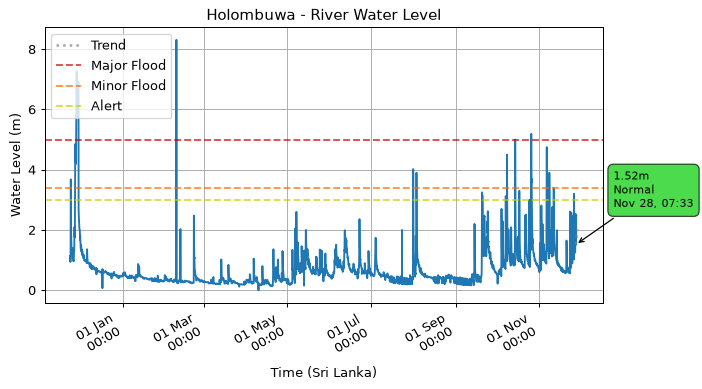 Holombuwa - River Water Level
Trend
Major Flood
Minor Flood
Alert
Water Level (m)
8
6
4
2
0
1.52m
Normal
Nov 28, 07:33
01 Jan
00:00
01 Mar
00:00
01 May
00:00
01 Jul
00:00
01 Sep
00:00
01 Nov
00:00
Time (Sri Lanka)